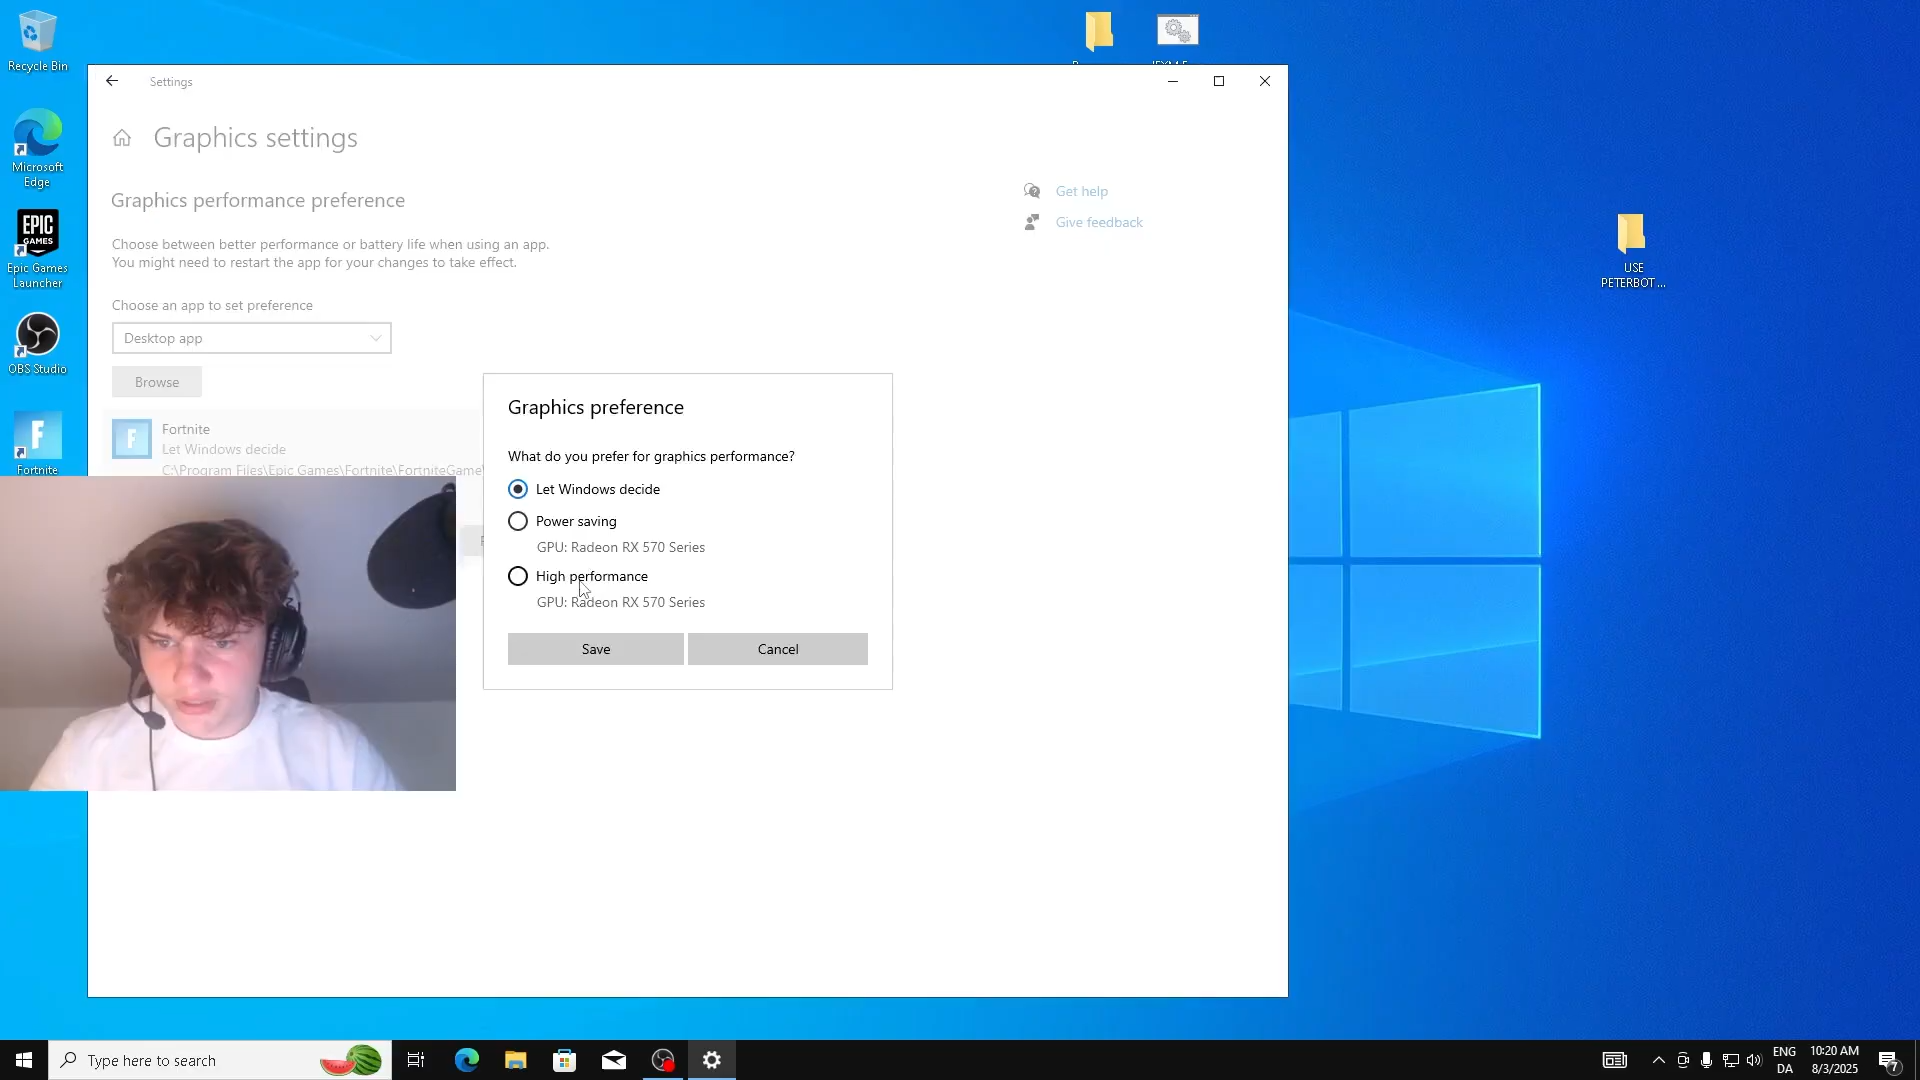 Recycle Bin
Microsoft
Edge
EPIC
GAMES
Epic Games
Launcher
OBS Studio
F
Fortnite
Settings
Graphics settings
Graphics performance preference
Choose between better performance or battery life when using an app.
You might need to restart the app for your changes to take effect.
Choose an app to set preference
Desktop app
Browse
F
Fortnite
Let Windows decide
C:\Program Files\Epic Games\Fortnite\FortniteGame\
Get help
Give feedback
Graphics preference
What do you prefer for graphics performance?
Let Windows decide
Power saving
GPU: Radeon RX 570 Series
High performance
GPU: Radeon RX 570 Series
Save
Cancel
USE
PETERBOT ...
Type here to search
ENG
DA
10:20 AM
8/3/2025
7